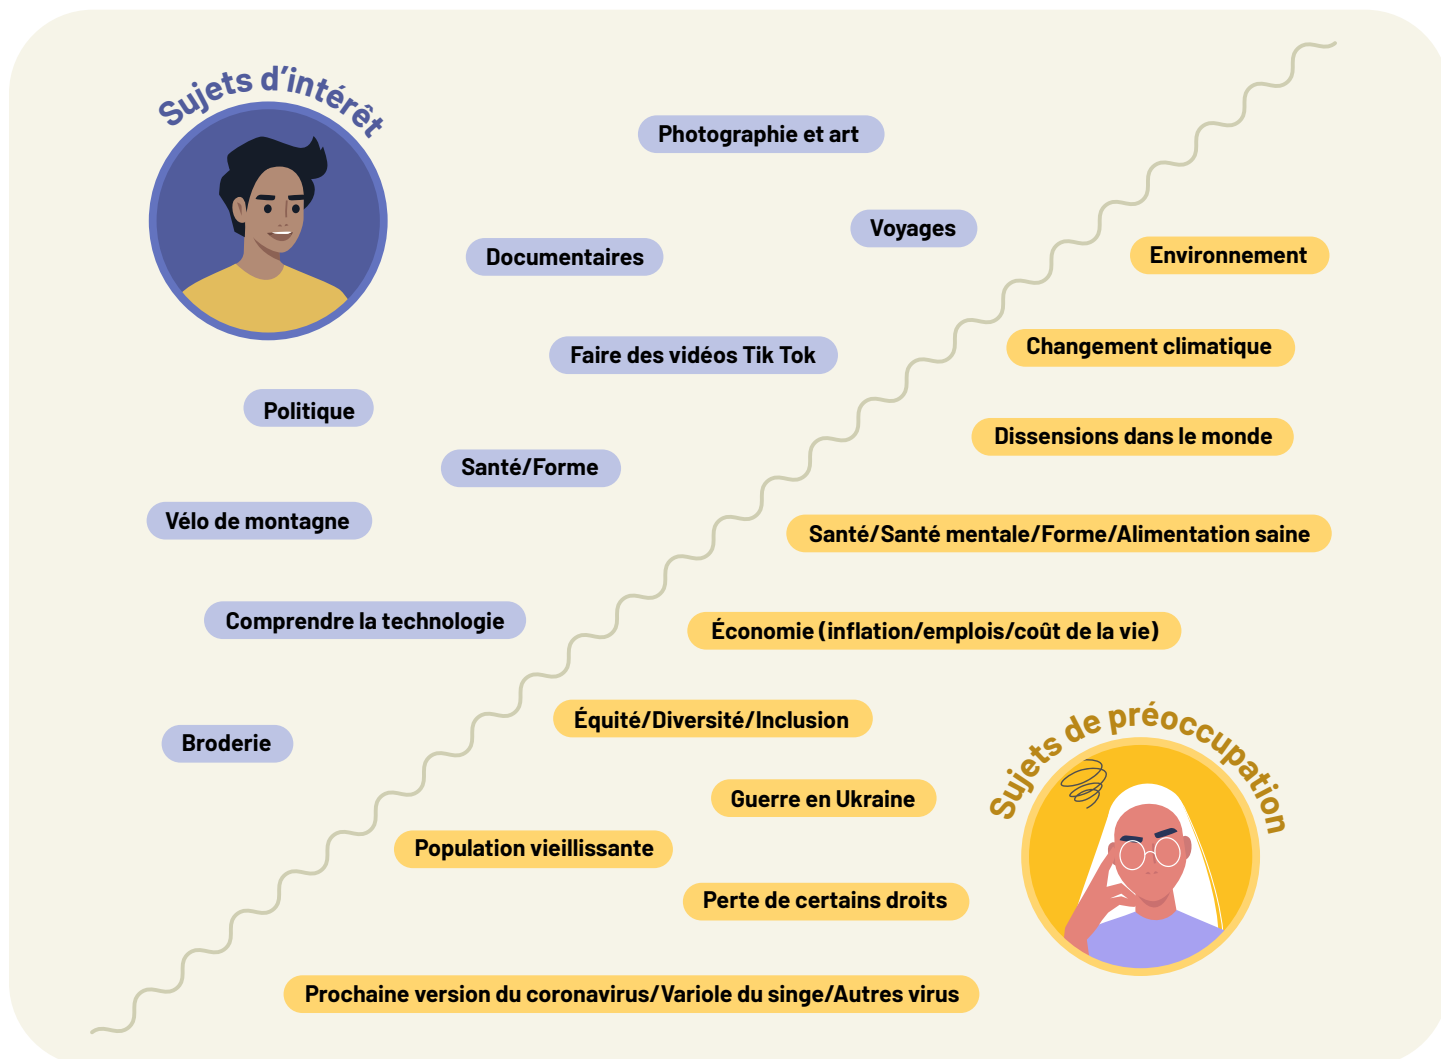 Sujets d’intérêt
Photographie et art
Voyages
Documentaires
Faire des vidéos Tik Tok
Politique
Santé/Forme
Vélo de montagne
Comprendre la technologie
Broderie
Environnement
Changement climatique
Dissensions dans le monde
Santé/Santé mentale/Forme/Alimentation saine
Économie (inflation/emplois/coût de la vie)
Équité/Diversité/Inclusion
Sujets de préoccupation
Guerre en Ukraine
Population vieillissante
Perte de certains droits
Prochaine version du coronavirus/Variole du singe/Autres virus